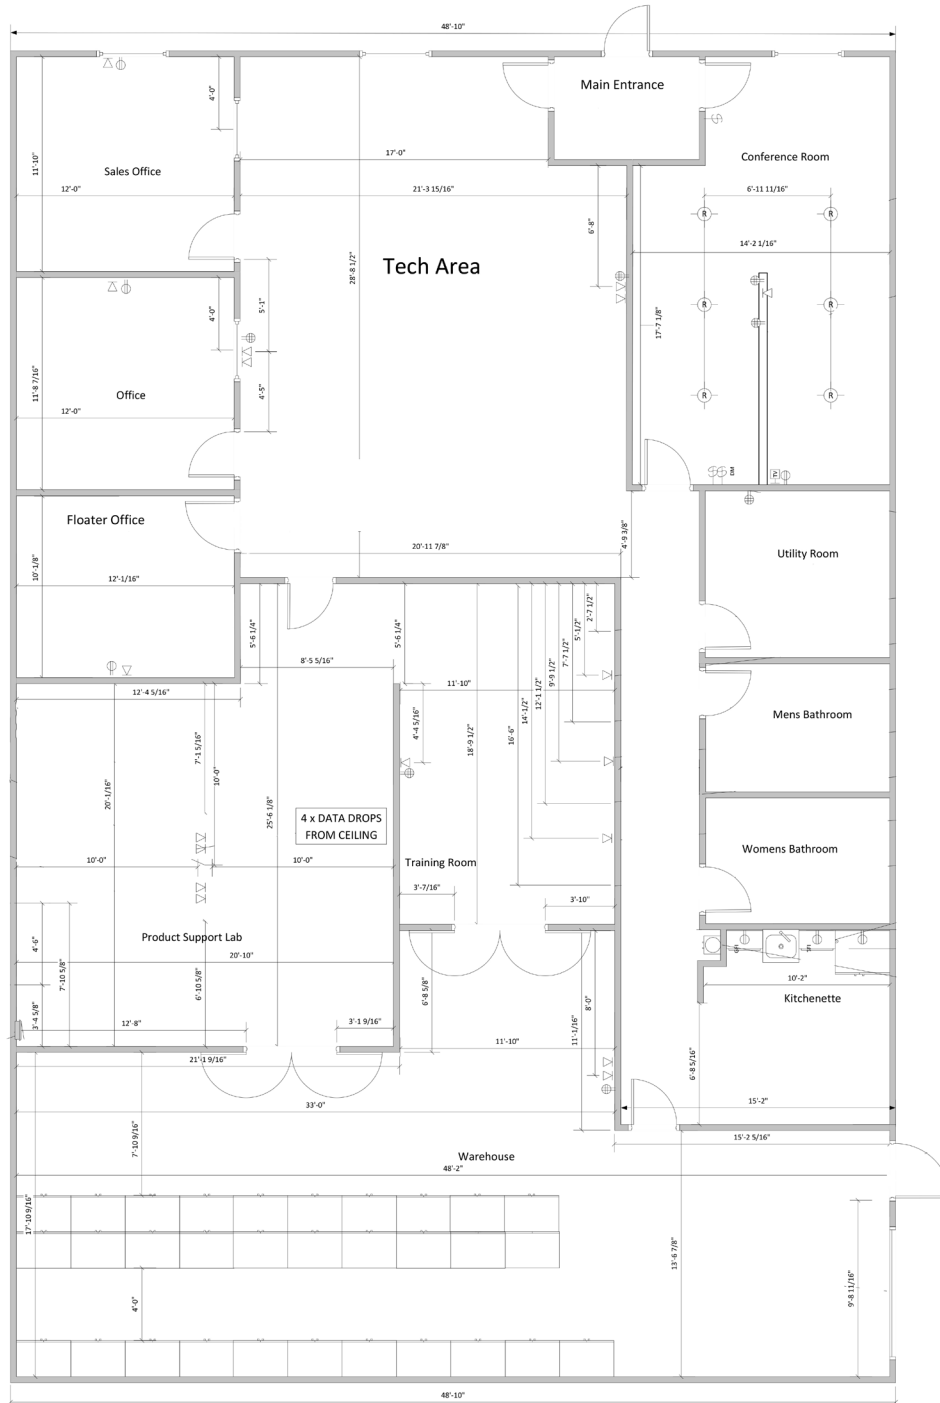 48'-10"
Main Entrance
4'-0"
11'-10"
Sales Office
12'-0"
17'-0"
21'-3 15/16"
Conference Room
6'-11 11/16"
R
R
14'-2 1/16"
6'-8"
28'-8 1/2"
Tech Area
5'-1"
4'-0"
17'-7 1/8"
R
R
11'-8 7/16"
Office
12'-0"
4'-5"
R
R
DM
TV
Floater Office
10'-1/8"
12'-1/16"
20'-11 7/8"
4'-9 3/8"
Utility Room
5'-6 1/4"
5'-6 1/4"
2'-7 1/2"
5'-1/2"
7'-7 1/2"
9'-9 1/2"
12'-1 1/2"
14'-1/2"
16'-6"
18'-9 1/2"
8'-5 5/16"
12'-4 5/16"
11'-10"
4'-4 5/16"
Mens Bathroom
7'-1 5/16"
10'-0"
20'-1/16"
25'-6 1/8"
4 x DATA DROPS
FROM CEILING
Womens Bathroom
10'-0"
10'-0"
Training Room
3'-7/16"
3'-10"
Product Support Lab
4'-6"
7'-10 5/8"
20'-10"
6'-10 5/8"
3'-4 5/8"
12'-8"
3'-1 9/16"
6'-8 5/8"
8'-0"
11'-1/16"
11'-10"
GFI
GFI
10'-2"
Kitchenette
6'-8 5/16"
15'-2"
21'-1 9/16"
33'-0"
15'-2 5/16"
7'-10 9/16"
Warehouse
48'-2"
17'-10 9/16"
13'-6 7/8"
9'-8 11/16"
4'-0"
48'-10"